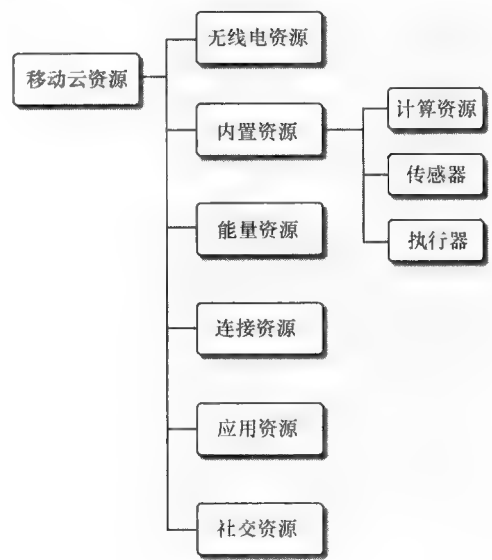 无线电资源
移动云资源
内置资源
计算资源
传感器
执行器
能量资源
连接资源
应用资源
社交资源